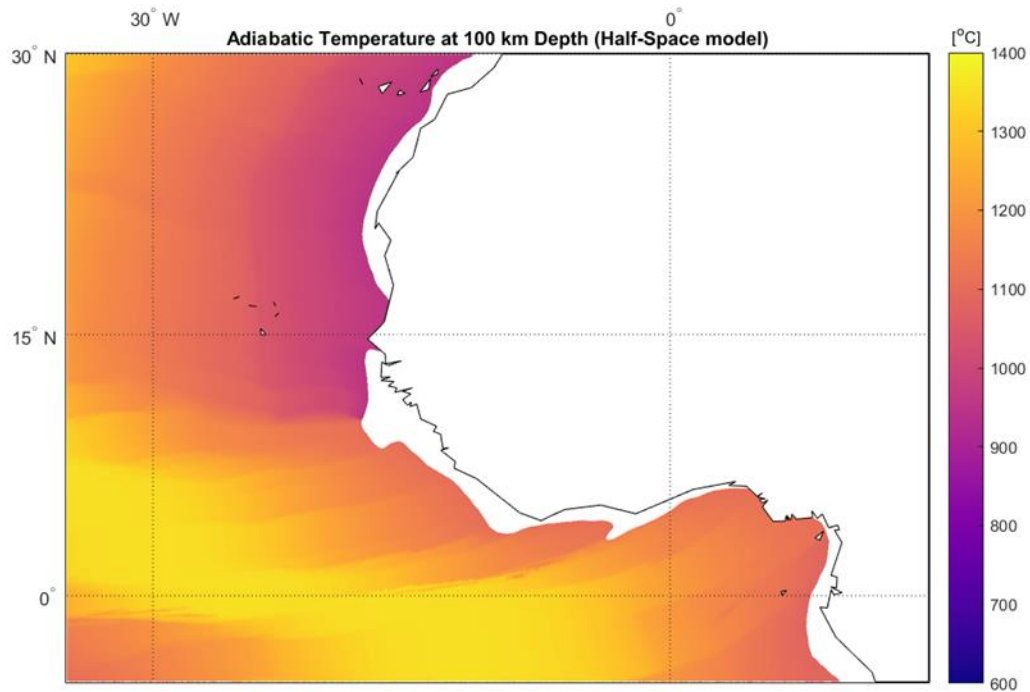 30° W 0°
Adiabatic Temperature at 100 km Depth (Half-Space model)
[°C]
30° N
15° N
0°
1400
1300
1200
1100
1000
900
800
700
600